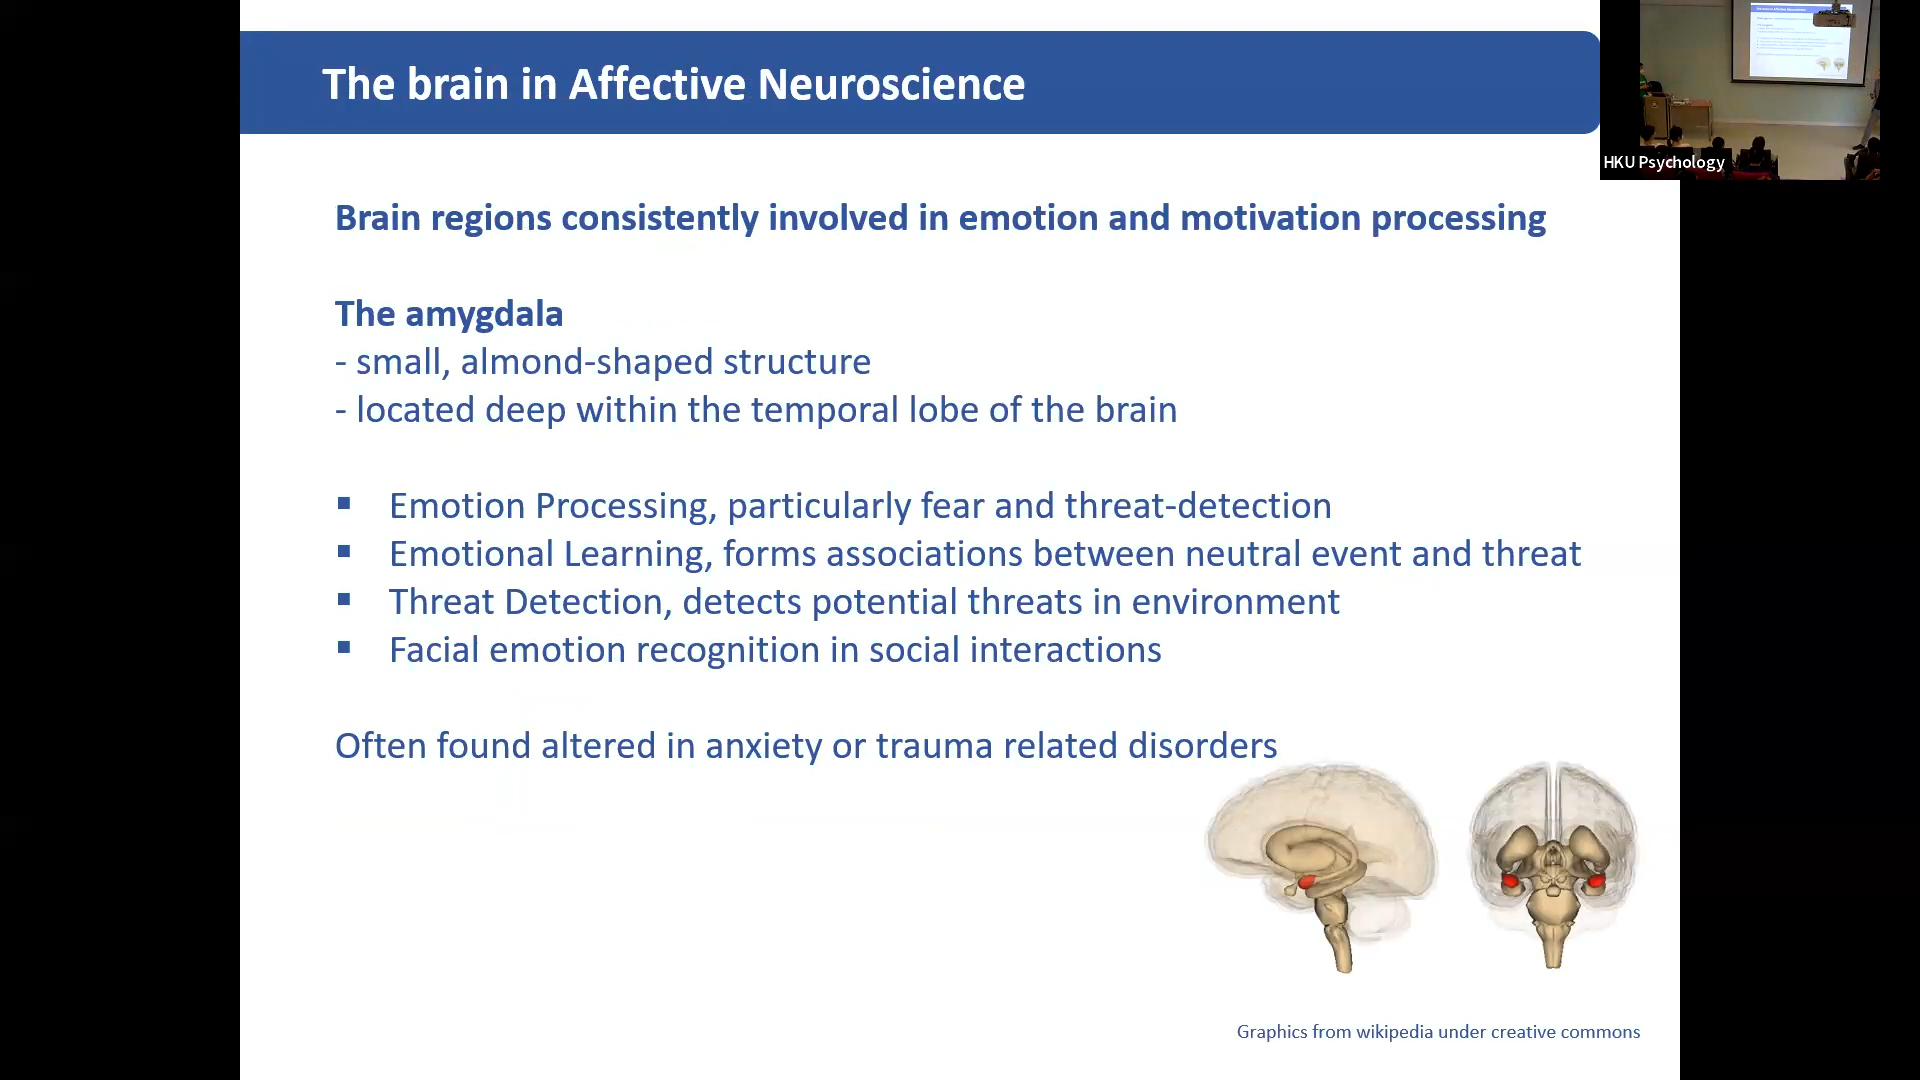 The brain in Affective Neuroscience
HKU Psychology
Brain regions consistently involved in emotion and motivation processing
The amygdala
- small, almond-shaped structure
- located deep within the temporal lobe of the brain
▪ Emotion Processing, particularly fear and threat-detection
▪ Emotional Learning, forms associations between neutral event and threat
▪ Threat Detection, detects potential threats in environment
▪ Facial emotion recognition in social interactions
Often found altered in anxiety or trauma related disorders
Graphics from wikipedia under creative commons